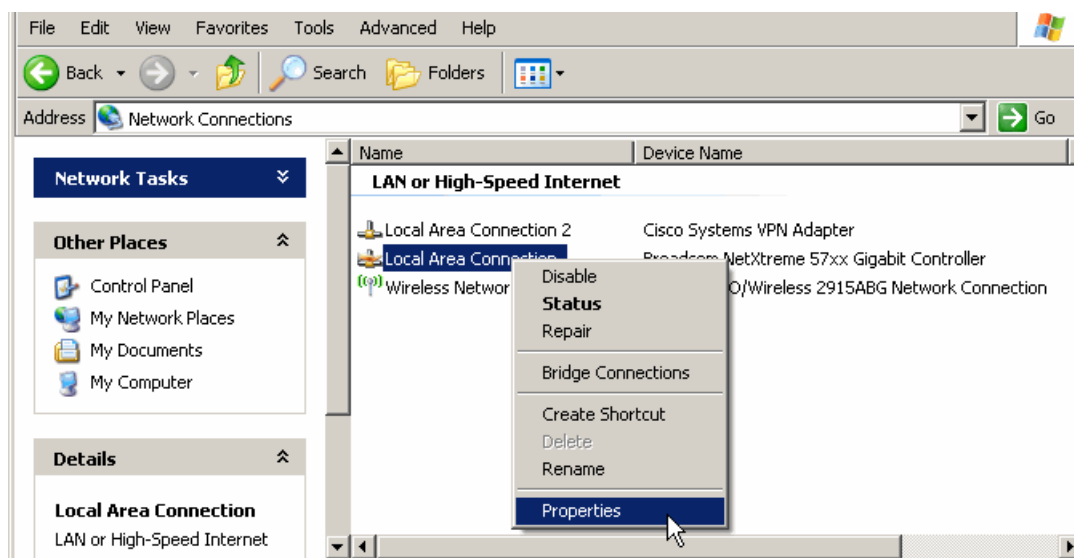 File Edit View Favorites Tools Advanced Help
Back Search Folders
Address Network Connections Go
Name Device Name
Network Tasks
LAN or High-Speed Internet
Other Places
Local Area Connection 2 Cisco Systems VPN Adapter
Local Area Connection Broadcom NetXtreme 57xx Gigabit Controller
Control Panel
Wireless Networ O/Wireless 2915ABG Network Connection
My Network Places
My Documents
My Computer
Disable
Status
Repair
Bridge Connections
Create Shortcut
Delete
Rename
Properties
Details
Local Area Connection
LAN or High-Speed Internet